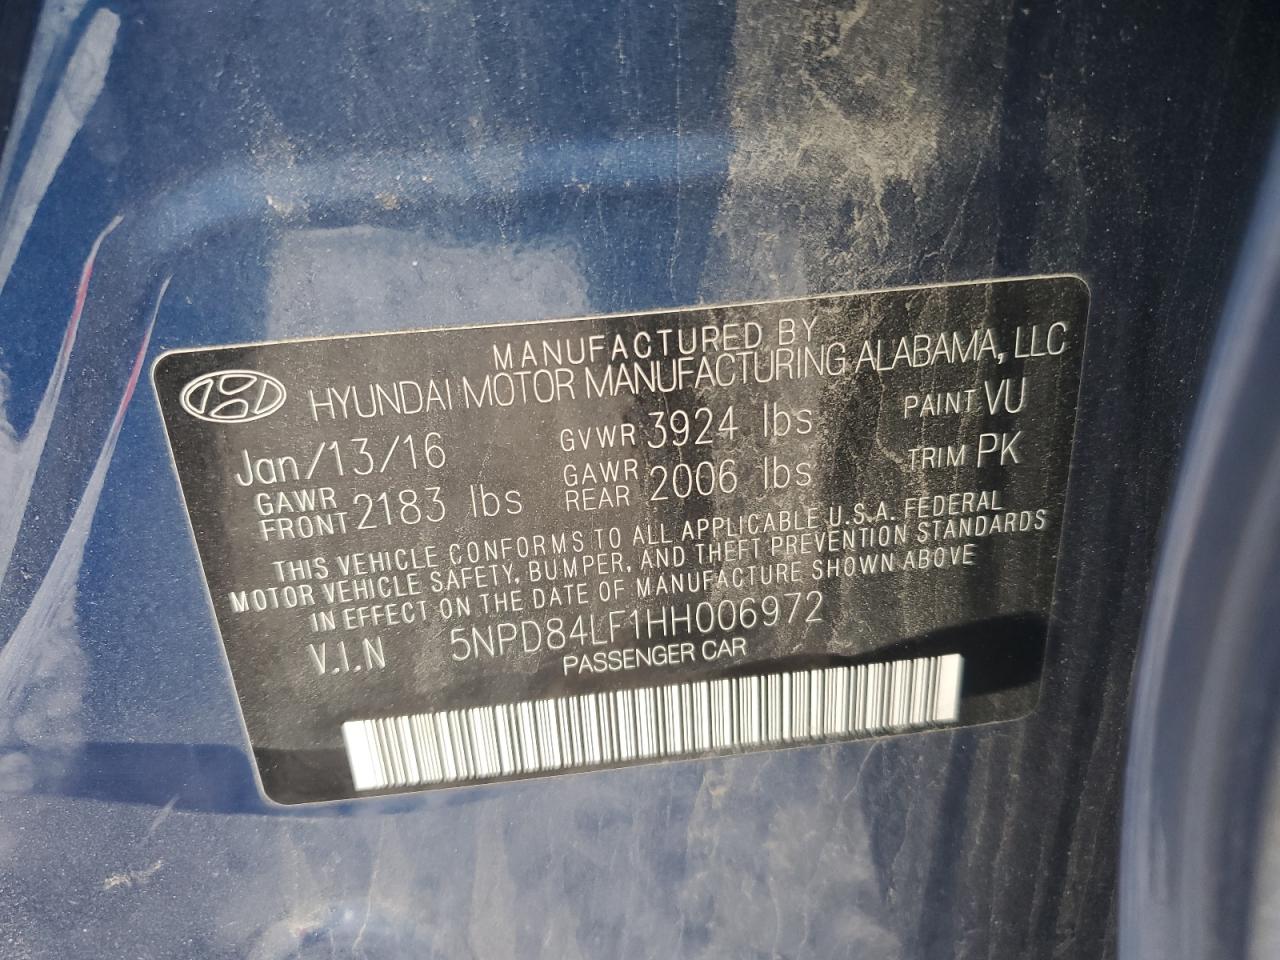 MANUFACTURED BY
HYUNDAI MOTOR MANUFACTURING ALABAMA, LLC
Jan/13/16 GVWR 3924 lbs PAINT VU
GAWR FRONT 2183 lbs GAWR REAR 2006 lbs TRIM PK
THIS VEHICLE CONFORMS TO ALL APPLICABLE U.S.A. FEDERAL
MOTOR VEHICLE SAFETY, BUMPER, AND THEFT PREVENTION STANDARDS
IN EFFECT ON THE DATE OF MANUFACTURE SHOWN ABOVE
V.I.N 5NPD84LF1HH006972
PASSENGER CAR